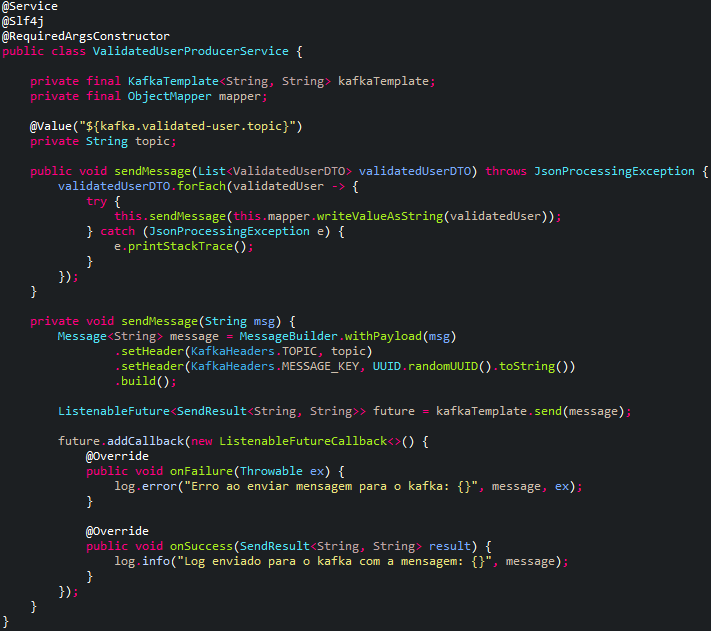 @Service
@Slf4j
@RequiredArgsConstructor
public class ValidatedUserProducerService {
private final KafkaTemplate<String, String> kafkaTemplate;
private final ObjectMapper mapper;
@Value("${kafka.validated-user.topic}")
private String topic;
public void sendMessage(List<ValidatedUserDTO> validatedUserDTO) throws JsonProcessingException {
validatedUserDTO.forEach(validatedUser -> {
try {
this.sendMessage(this.mapper.writeValueAsString(validatedUser));
} catch (JsonProcessingException e) {
e.printStackTrace();
}
});
}
private void sendMessage(String msg) {
Message<String> message = MessageBuilder.withPayload(msg)
.setHeader(KafkaHeaders.TOPIC, topic)
.setHeader(KafkaHeaders.MESSAGE_KEY, UUID.randomUUID().toString())
.build();
ListenableFuture<SendResult<String, String>> future = kafkaTemplate.send(message);
future.addCallback(new ListenableFutureCallback<>() {
@Override
public void onFailure(Throwable ex) {
log.error("Erro ao enviar mensagem para o kafka: {}", message, ex);
}
@Override
public void onSuccess(SendResult<String, String> result) {
log.info("Log enviado para o kafka com a mensagem: {}", message);
}
});
}
}